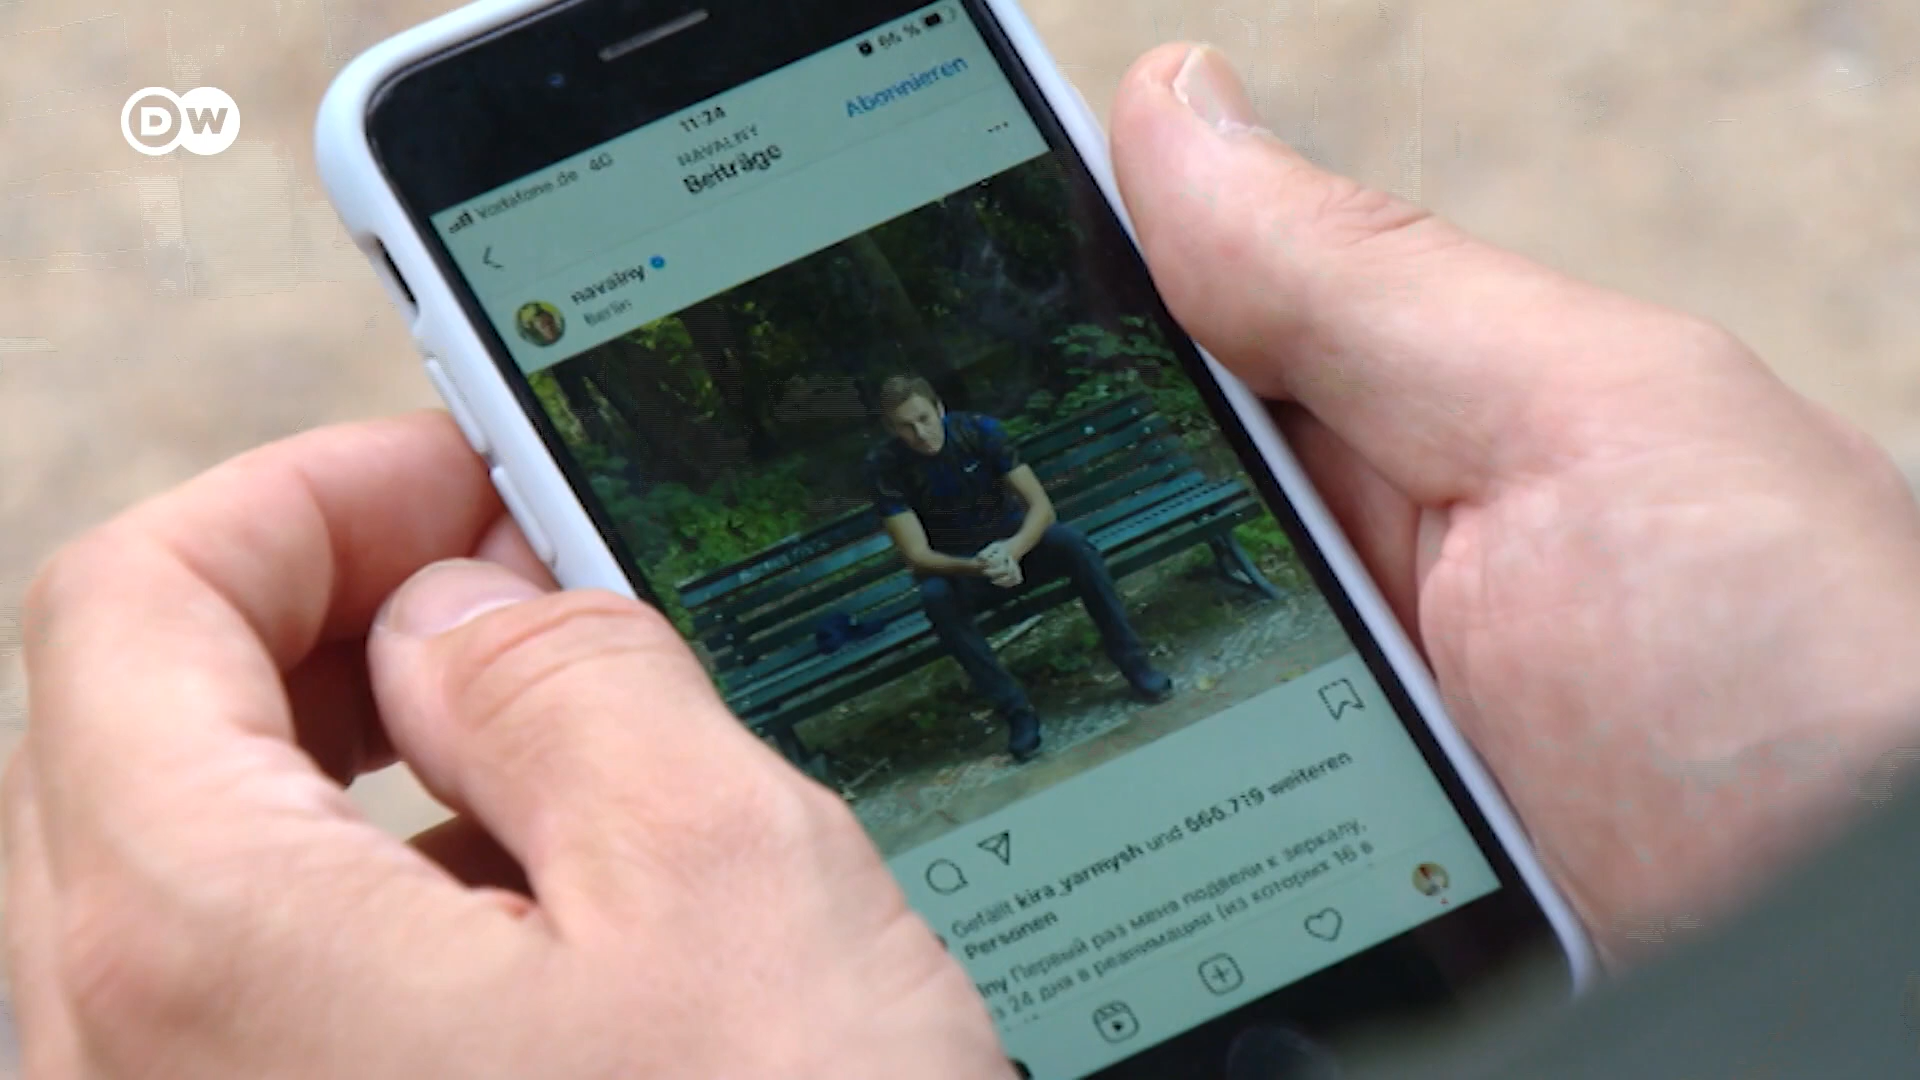 DW
Vodafone.de 4G 11:24 66 %
NAVALNY
Beiträge
Abonnieren
navalny
Berlin
Gefällt kira_yarmysh und 666.719 weiteren
Personen
lny Первый раз меня подвели к зеркалу,
з 24 дня в реанимации (из которых 16 в